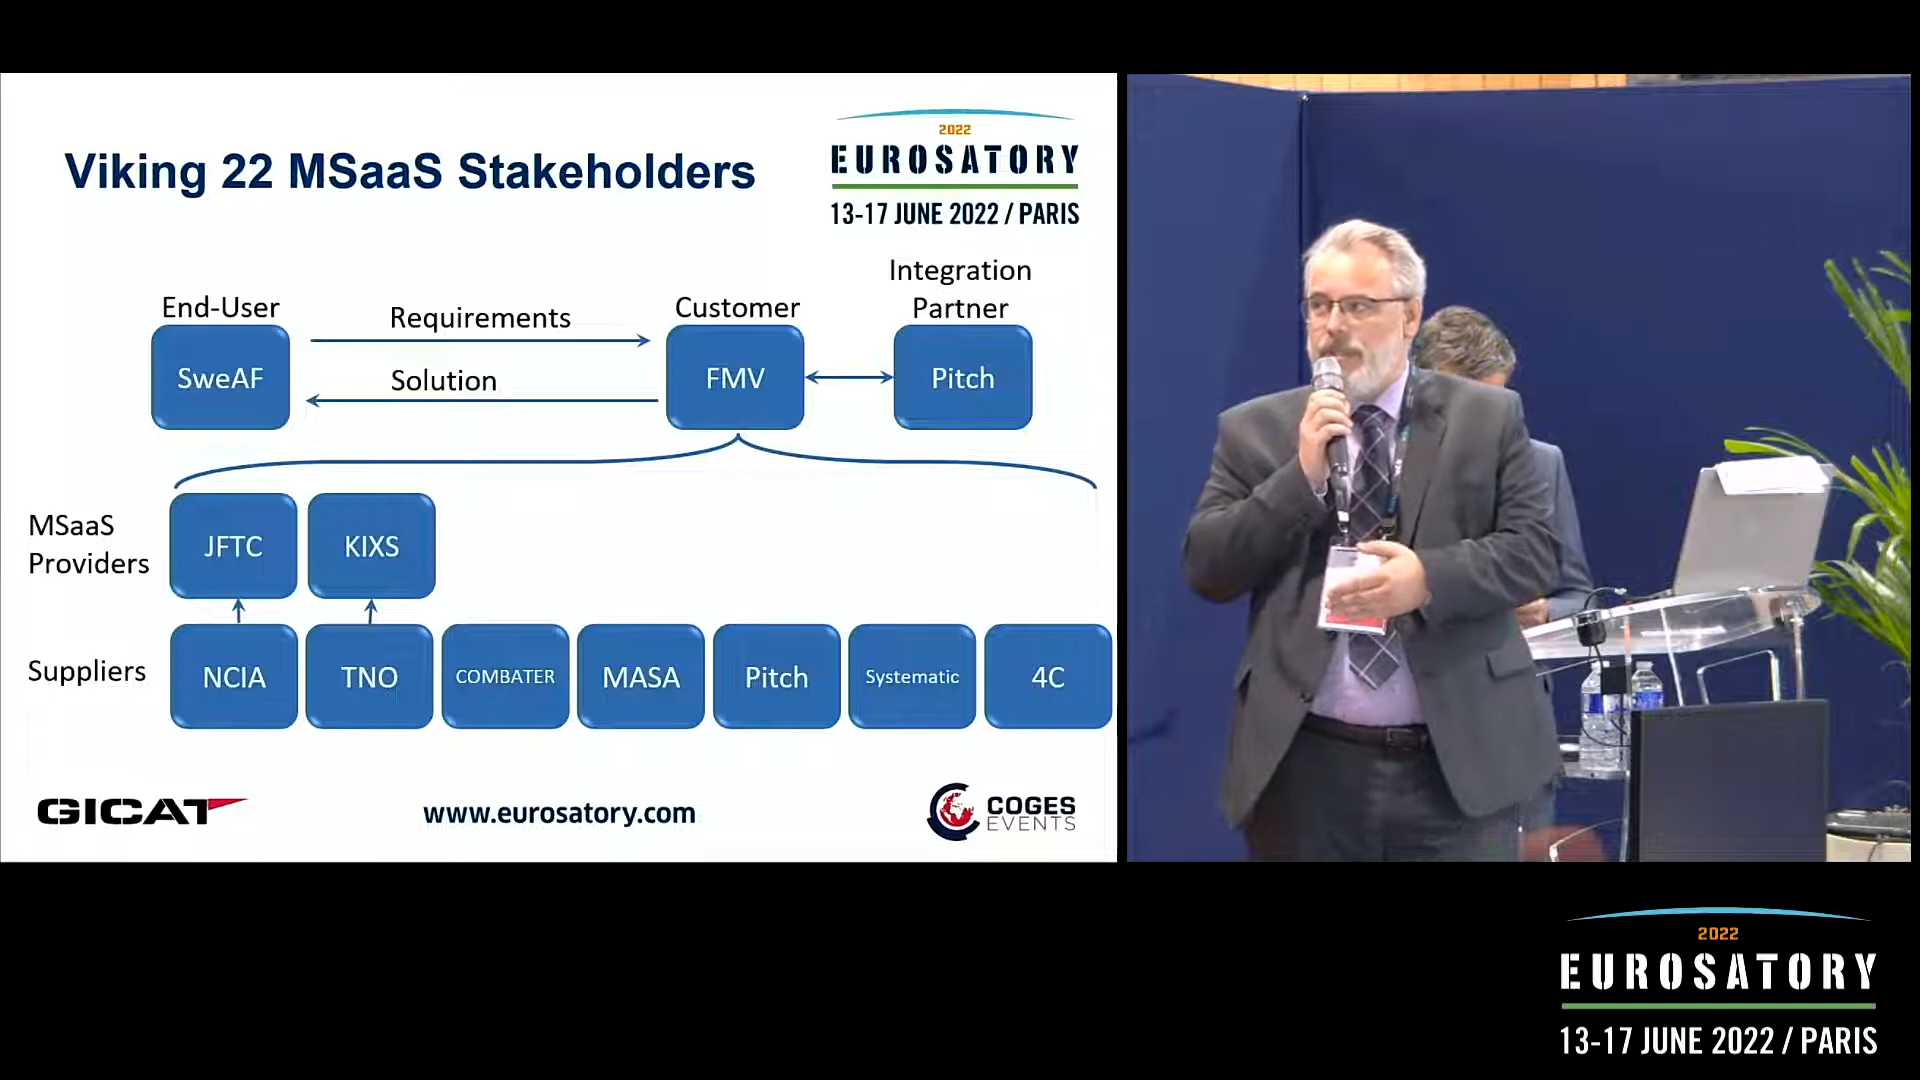 Viking 22 MSaaS Stakeholders
2022
EUROSATORY
13-17 JUNE 2022 / PARIS
End-User
Requirements
Customer
Integration
Partner
SweAF
Solution
FMV
Pitch
MSaaS
Providers
JFTC
KIXS
Suppliers
NCIA
TNO
COMBATER
MASA
Pitch
Systematic
4C
GICAT
www.eurosatory.com
COGES
EVENTS
2022
EUROSATORY
13-17 JUNE 2022 / PARIS